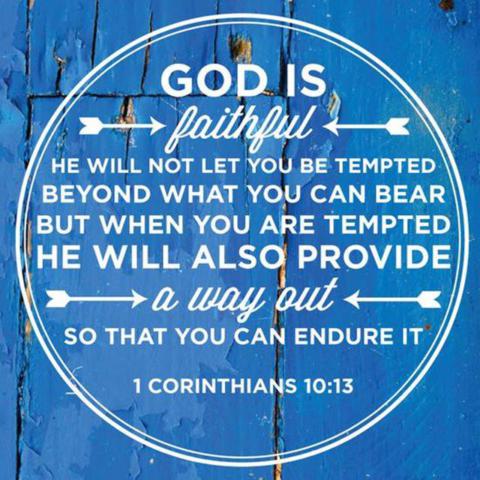 GOD IS
faithful
HE WILL NOT LET YOU BE TEMPTED
BEYOND WHAT YOU CAN BEAR
BUT WHEN YOU ARE TEMPTED
HE WILL ALSO PROVIDE
a way out
SO THAT YOU CAN ENDURE IT
1 CORINTHIANS 10:13